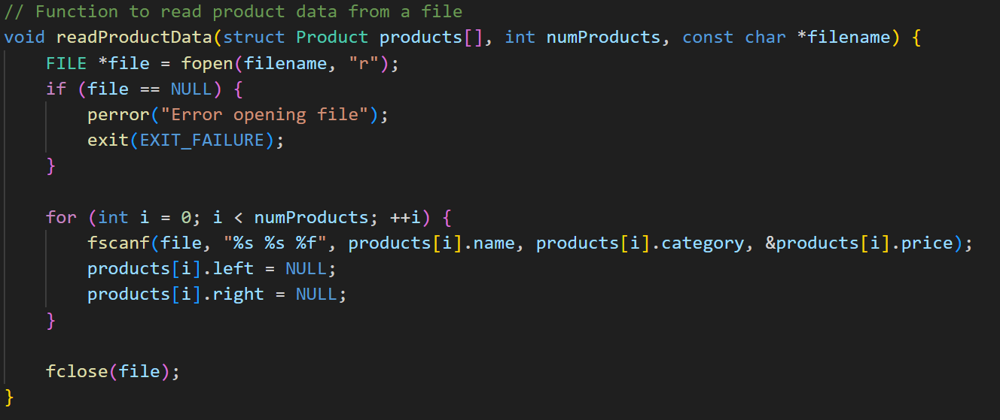 // Function to read product data from a file
void readProductData(struct Product products[], int numProducts, const char *filename) {
    FILE *file = fopen(filename, "r");
    if (file == NULL) {
        perror("Error opening file");
        exit(EXIT_FAILURE);
    }

    for (int i = 0; i < numProducts; ++i) {
        fscanf(file, "%s %s %f", products[i].name, products[i].category, &products[i].price);
        products[i].left = NULL;
        products[i].right = NULL;
    }

    fclose(file);
}